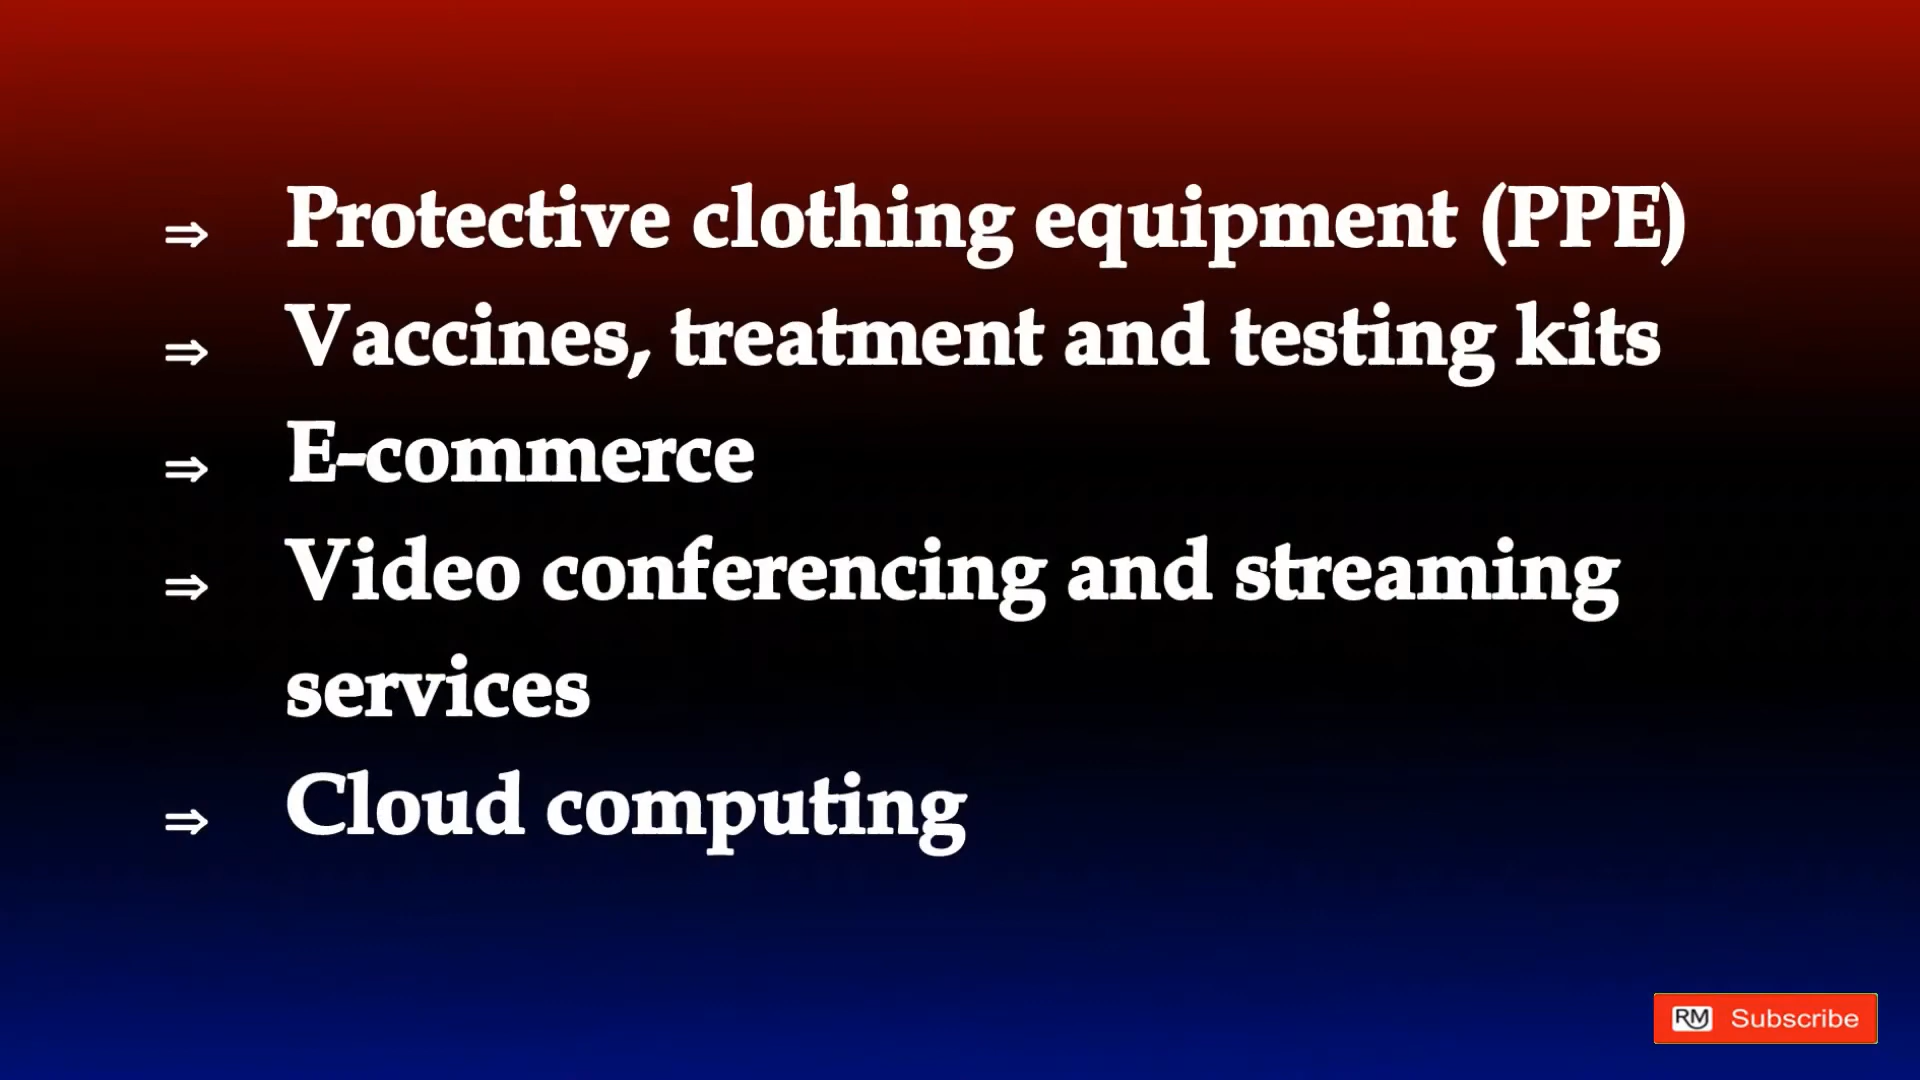 ⇒ Protective clothing equipment (PPE)
⇒ Vaccines, treatment and testing kits
⇒ E-commerce
⇒ Video conferencing and streaming
services
⇒ Cloud computing
RM Subscribe